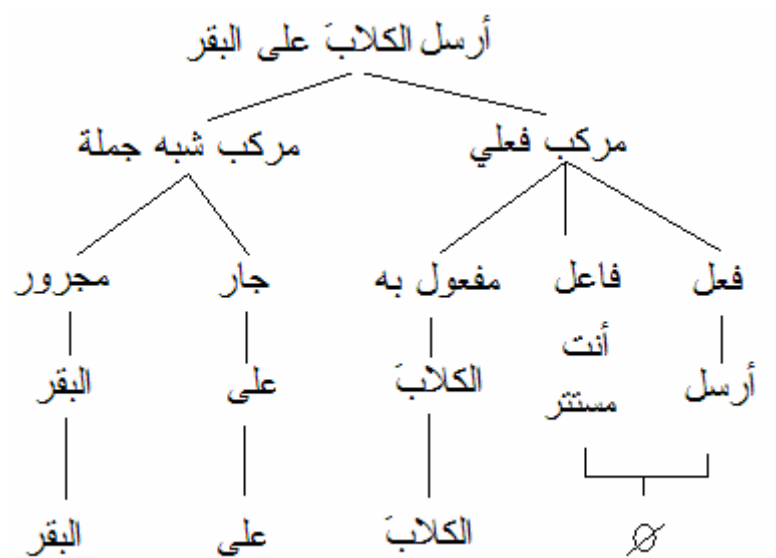 أرسل الكلابَ على البقر
مركب فعلي مركب شبه جملة
فعل فاعل مفعول به جار مجرور
أرسل أنت الكلابَ على البقر
مستتر
∅ الكلابَ على البقر